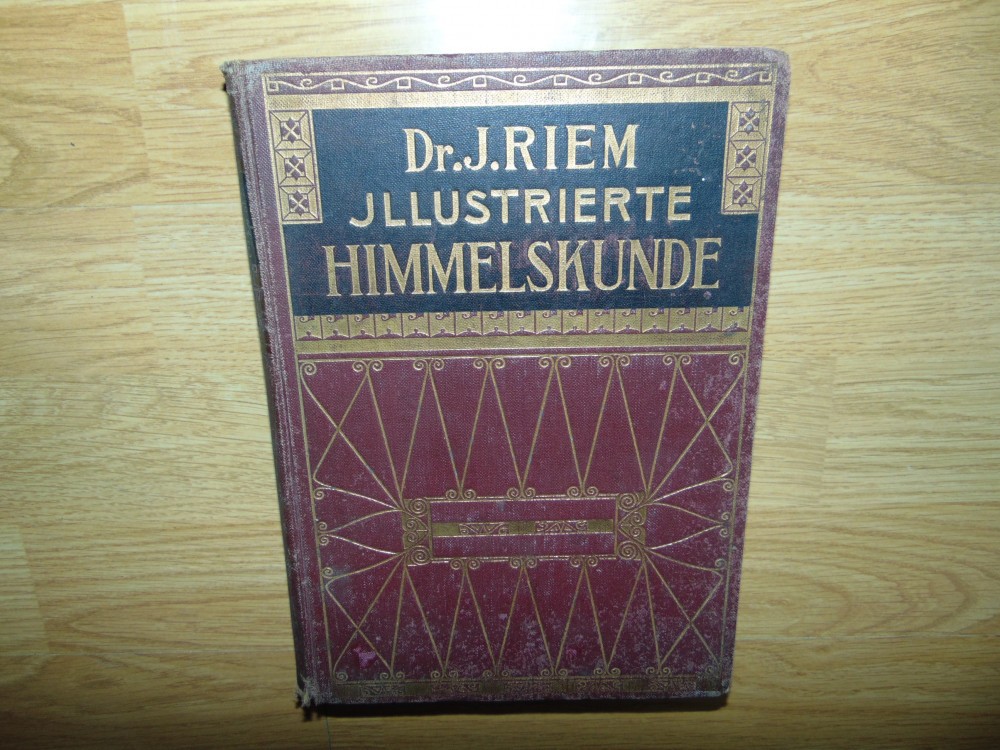 Dr. J. RIEM
JLLUSTRIERTE
HIMMELSKUNDE